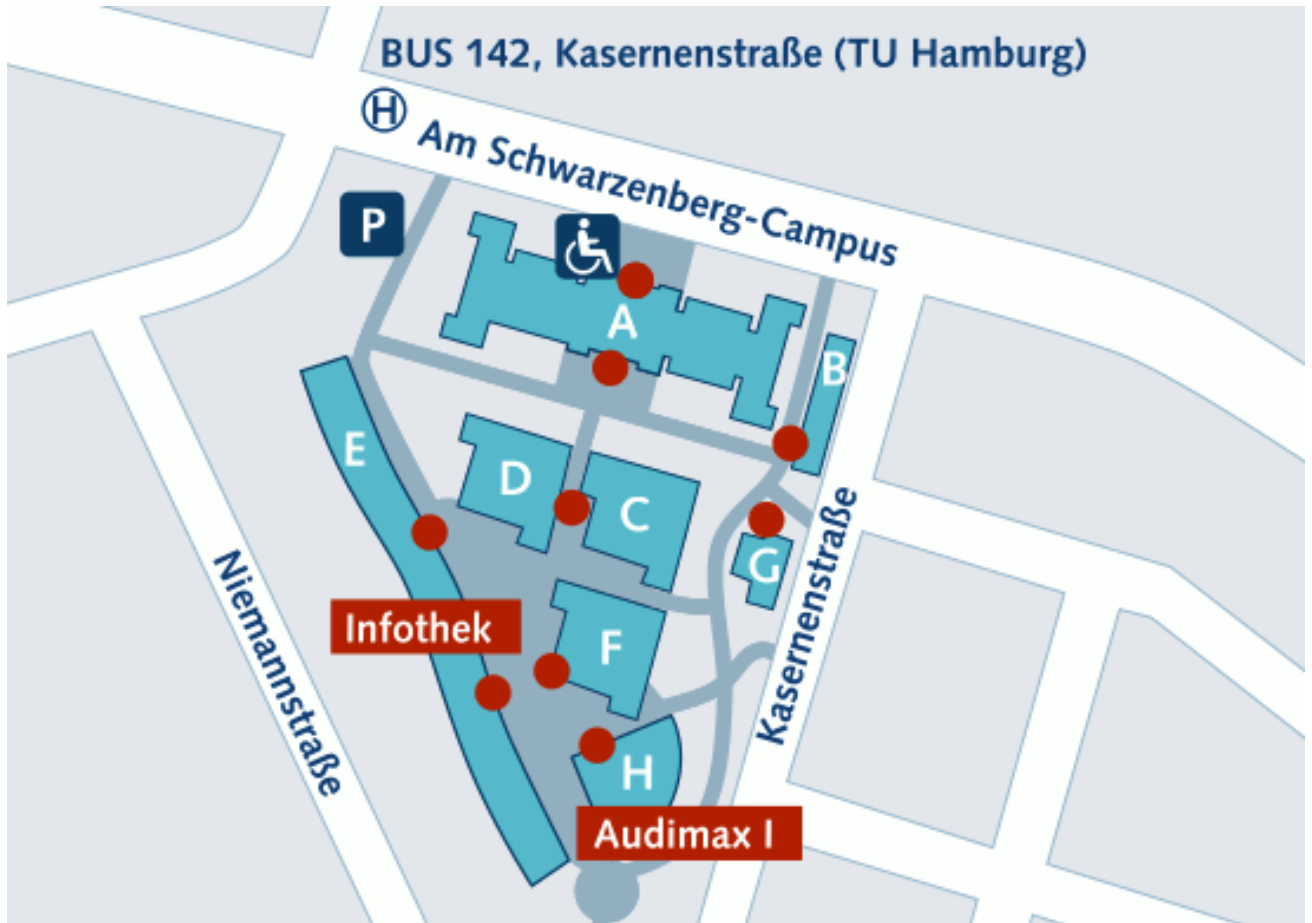 BUS 142, Kasernenstraße (TU Hamburg)
H
Am Schwarzenberg-Campus
P
A
B
E
D
C
G
Infothek
F
Niemannstraße
Kasernenstraße
H
Audimax I